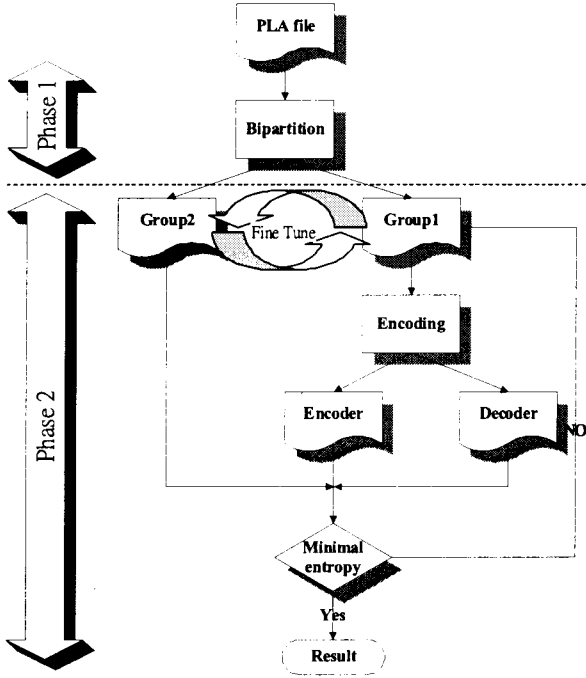 PLA file
Phase 1
Bipartition
Group2
Fine Tune
Group1
Encoding
Encoder
Decoder
NO
Phase 2
Minimal
entropy
Yes
Result